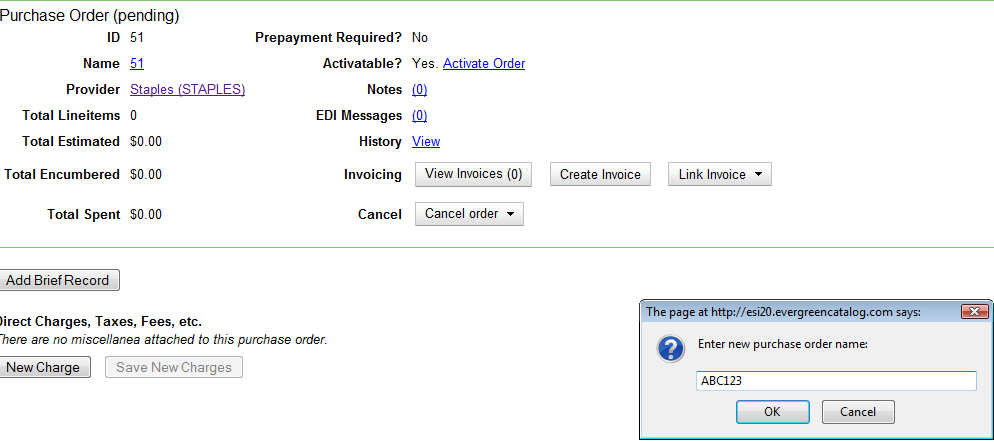 Purchase Order (pending)
ID 51 Prepayment Required? No
Name 51 Activatable? Yes. Activate Order
Provider Staples (STAPLES) Notes (0)
Total Lineitems 0 EDI Messages (0)
Total Estimated $0.00 History View
Total Encumbered $0.00 Invoicing View Invoices (0) Create Invoice Link Invoice
Total Spent $0.00 Cancel Cancel order
Add Brief Record
Direct Charges, Taxes, Fees, etc.
There are no miscellanea attached to this purchase order.
New Charge Save New Charges
The page at http://esi20.evergreencatalog.com says:
Enter new purchase order name:
ABC123
OK Cancel